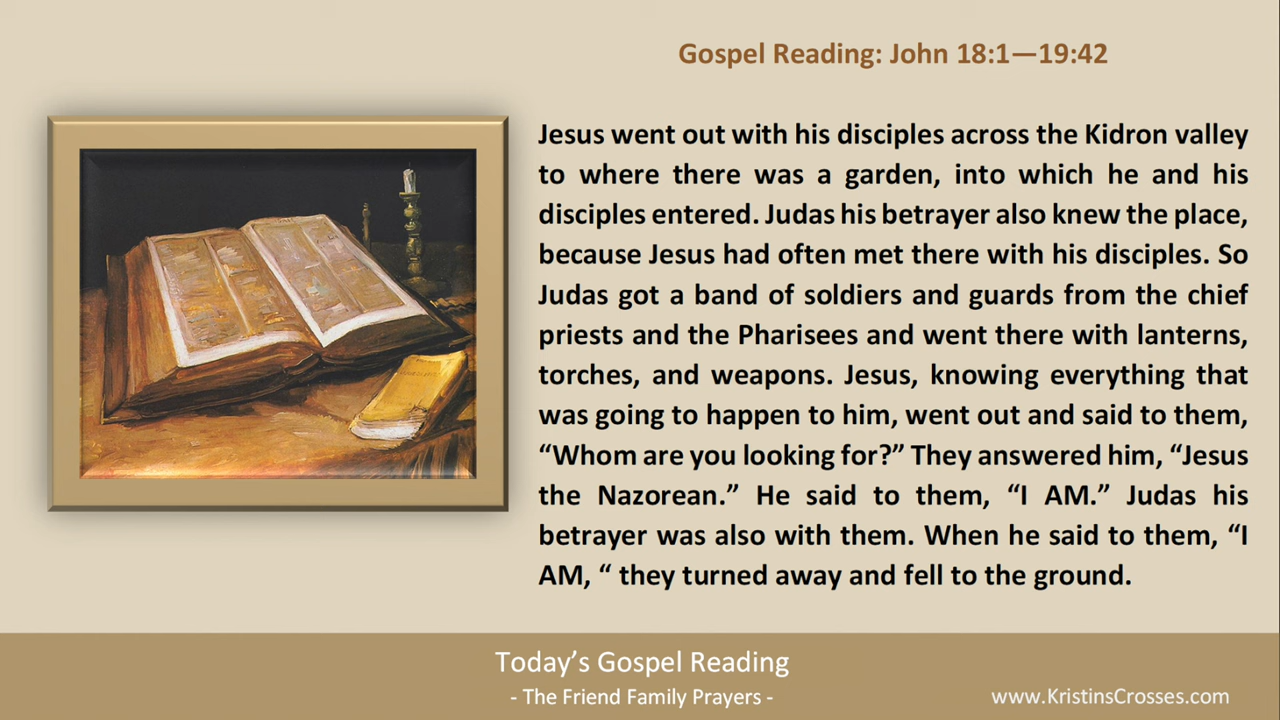 Gospel Reading: John 18:1—19:42
Jesus went out with his disciples across the Kidron valley
to where there was a garden, into which he and his
disciples entered. Judas his betrayer also knew the place,
because Jesus had often met there with his disciples. So
Judas got a band of soldiers and guards from the chief
priests and the Pharisees and went there with lanterns,
torches, and weapons. Jesus, knowing everything that
was going to happen to him, went out and said to them,
“Whom are you looking for?” They answered him, “Jesus
the Nazorean.” He said to them, “I AM.” Judas his
betrayer was also with them. When he said to them, “I
AM, “ they turned away and fell to the ground.
Today’s Gospel Reading
- The Friend Family Prayers -
www.KristinsCrosses.com